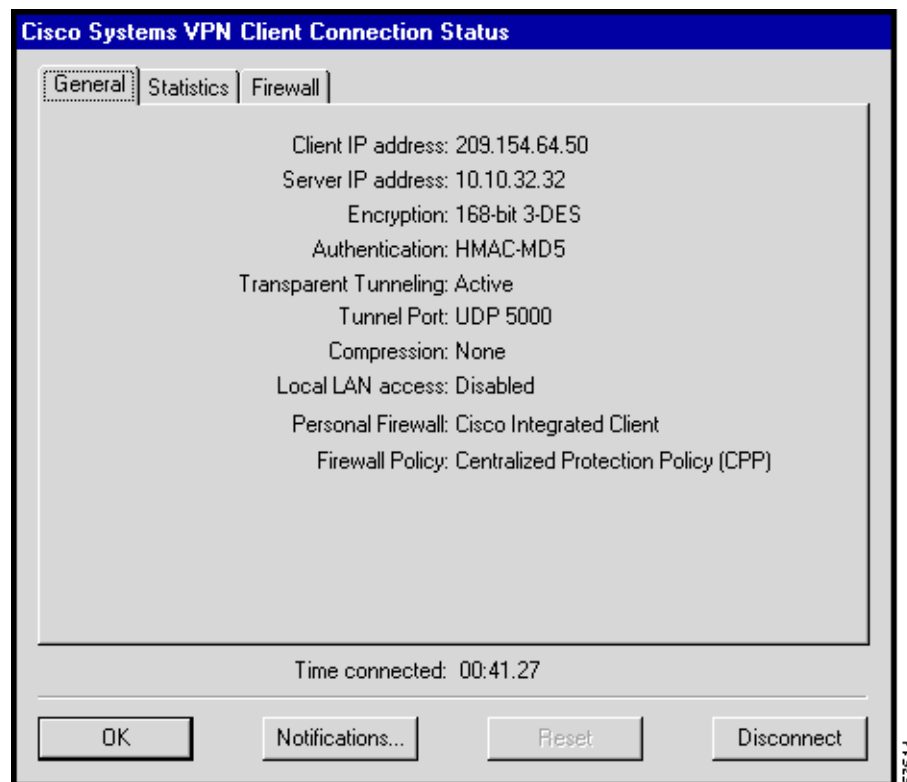 Cisco Systems VPN Client Connection Status
General Statistics Firewall
Client IP address: 209.154.64.50
Server IP address: 10.10.32.32
Encryption: 168-bit 3-DES
Authentication: HMAC-MD5
Transparent Tunneling: Active
Tunnel Port: UDP 5000
Compression: None
Local LAN access: Disabled
Personal Firewall: Cisco Integrated Client
Firewall Policy: Centralized Protection Policy (CPP)
Time connected: 00:41.27
OK Notifications... Reset Disconnect